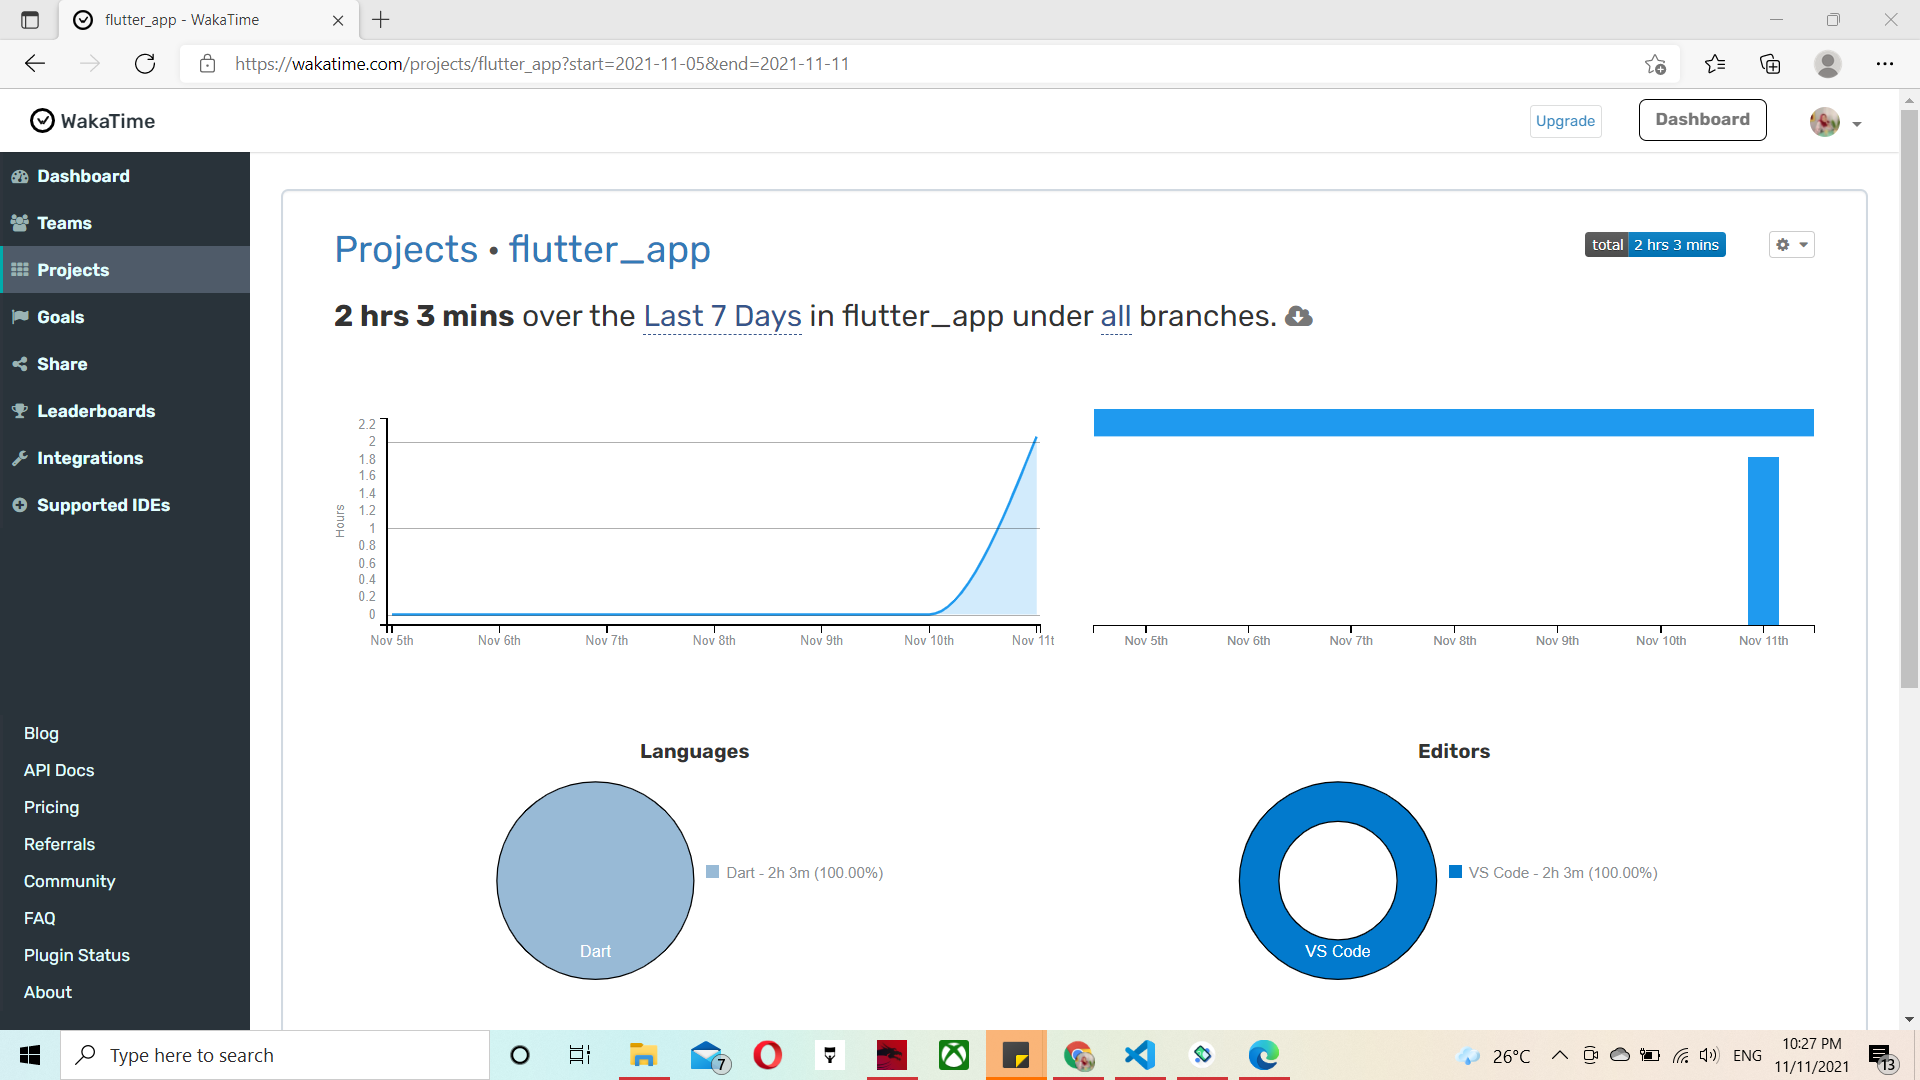 flutter_app - WakaTime
https://wakatime.com/projects/flutter_app?start=2021-11-05&end=2021-11-11
WakaTime
Upgrade
Dashboard
Dashboard
Teams
Projects
Goals
Share
Leaderboards
Integrations
Supported IDEs
Blog
API Docs
Pricing
Referrals
Community
FAQ
Plugin Status
About
Projects • flutter_app
total 2 hrs 3 mins
2 hrs 3 mins over the Last 7 Days in flutter_app under all branches.
Hours
2.2
2
1.8
1.6
1.4
1.2
1
0.8
0.6
0.4
0.2
0
Nov 5th Nov 6th Nov 7th Nov 8th Nov 9th Nov 10th Nov 11t
Nov 5th Nov 6th Nov 7th Nov 8th Nov 9th Nov 10th Nov 11th
Languages
Dart
Dart - 2h 3m (100.00%)
Editors
VS Code
VS Code - 2h 3m (100.00%)
Type here to search
7
26°C
ENG
10:27 PM
11/11/2021
13